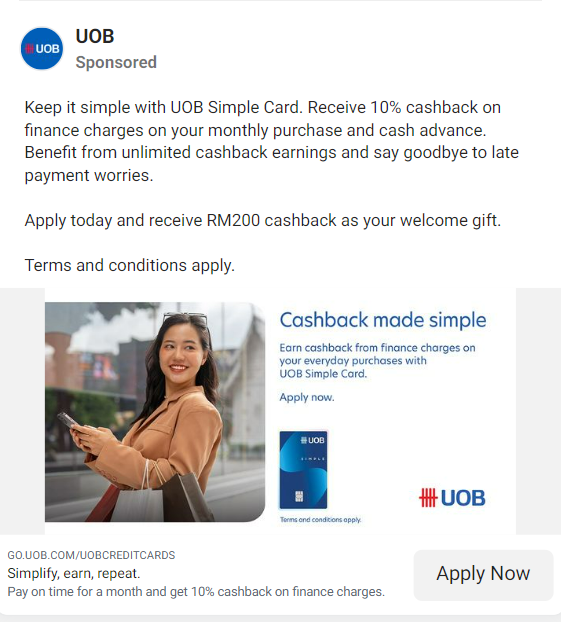 UOB
UOB
Sponsored
Keep it simple with UOB Simple Card. Receive 10% cashback on
finance charges on your monthly purchase and cash advance.
Benefit from unlimited cashback earnings and say goodbye to late
payment worries.
Apply today and receive RM200 cashback as your welcome gift.
Terms and conditions apply.
Cashback made simple
Earn cashback from finance charges on
your everyday purchases with
UOB Simple Card.
Apply now.
UOB
SIMPLE
UOB
Terms and conditions apply.
GO.UOB.COM/UOBCREDITCARDS
Simplify, earn, repeat.
Pay on time for a month and get 10% cashback on finance charges.
Apply Now